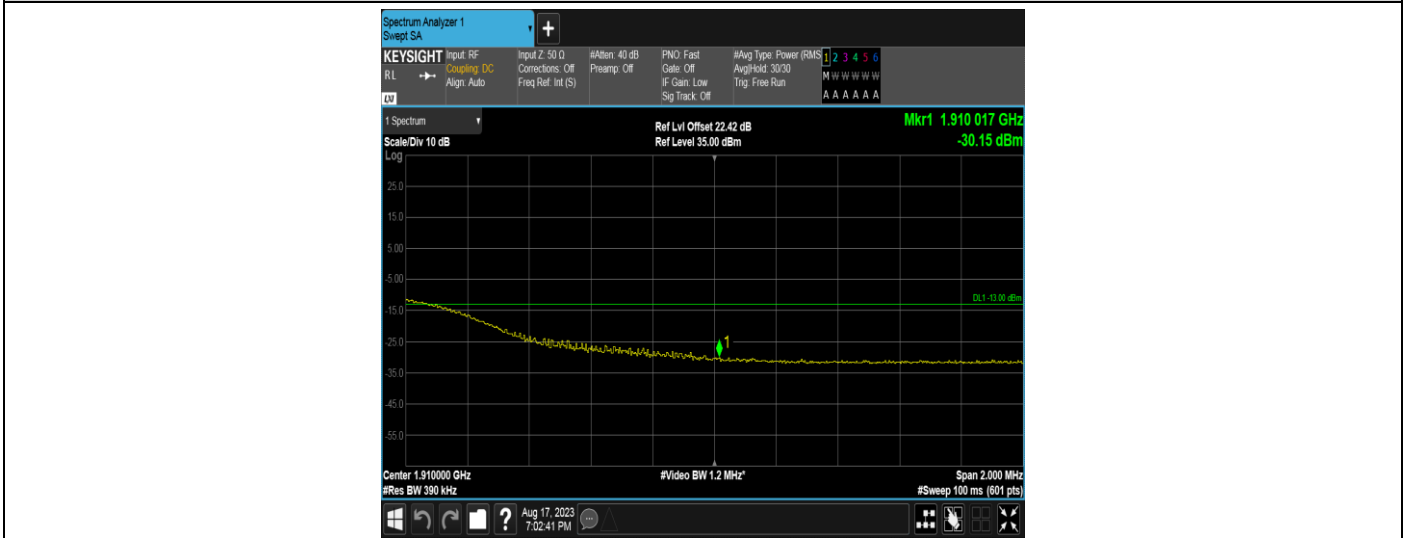 Spectrum Analyzer 1
Swept SA
+
KEYSIGHT
RL
LXI
Input: RF
Coupling: DC
Align: Auto
Input Z: 50 Ω
Corrections: Off
Freq Ref: Int (S)
#Atten: 40 dB
Preamp: Off
PNO: Fast
Gate: Off
IF Gain: Low
Sig Track: Off
#Avg Type: Power (RMS
Avg|Hold: 30/30
Trig: Free Run
1 2 3 4 5 6
M W W W W W
A A A A A A
1 Spectrum
Scale/Div 10 dB
Log
Ref Lvl Offset 22.42 dB
Ref Level 35.00 dBm
Mkr1 1.910 017 GHz
-30.15 dBm
25.0
15.0
5.00
-5.00
DL1 -13.00 dBm
-15.0
-25.0
1
-35.0
-45.0
-55.0
Center 1.910000 GHz
#Res BW 390 kHz
#Video BW 1.2 MHz*
Span 2.000 MHz
#Sweep 100 ms (601 pts)
?
Aug 17, 2023
7:02:41 PM